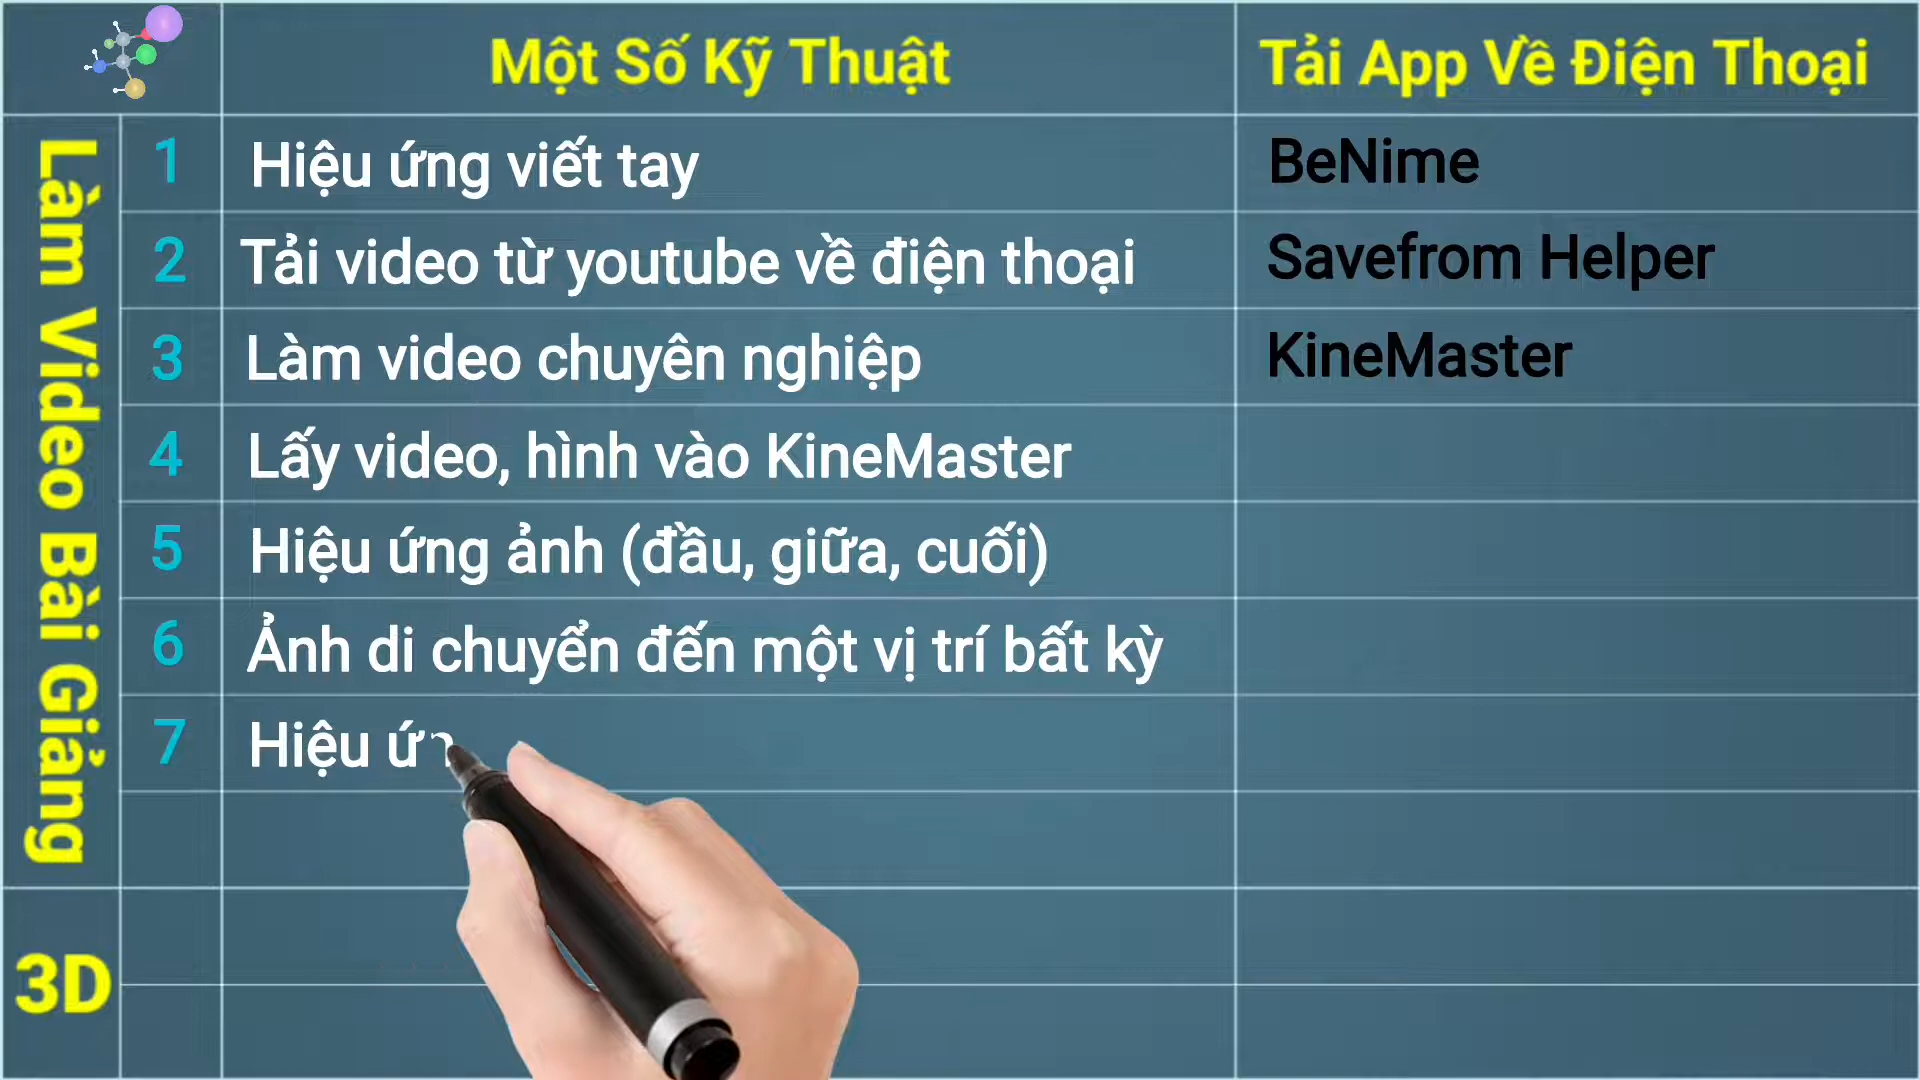 Một Số Kỹ Thuật
Tải App Về Điện Thoại
Làm Video Bài Giảng
1 Hiệu ứng viết tay BeNime
2 Tải video từ youtube về điện thoại Savefrom Helper
3 Làm video chuyên nghiệp KineMaster
4 Lấy video, hình vào KineMaster
5 Hiệu ứng ảnh (đầu, giữa, cuối)
6 Ảnh di chuyển đến một vị trí bất kỳ
7 Hiệu
3D